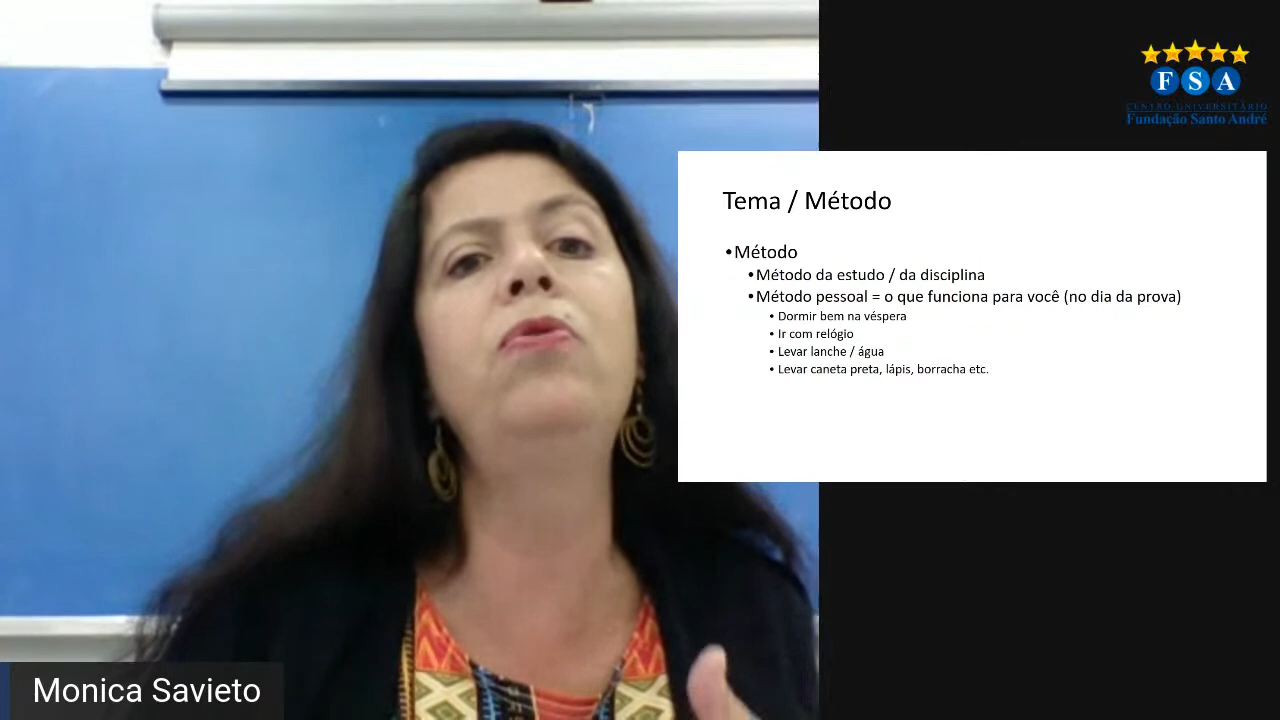 F S A
CENTRO UNIVERSITÁRIO
Fundação Santo André
Tema / Método
•Método
•Método da estudo / da disciplina
•Método pessoal = o que funciona para você (no dia da prova)
• Dormir bem na véspera
• Ir com relógio
• Levar lanche / água
• Levar caneta preta, lápis, borracha etc.
Monica Savieto